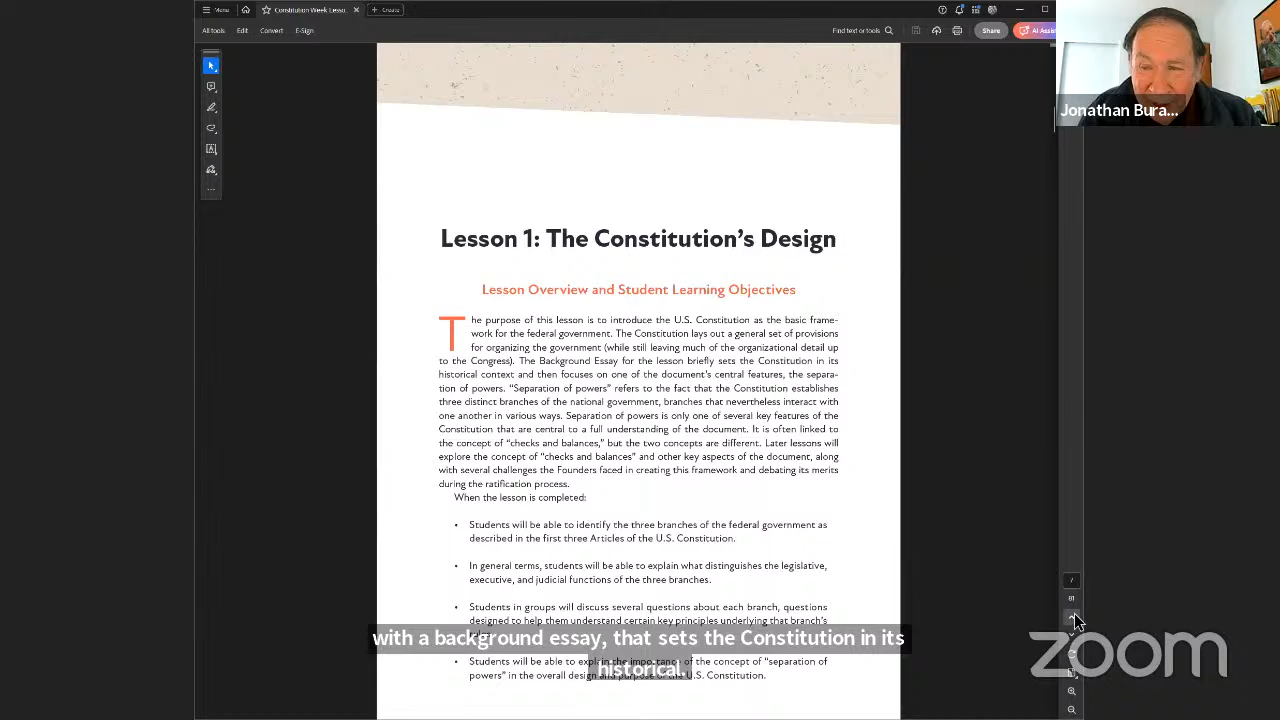 Menu
Constitution Week Lesso...
Create
All tools
Edit
Convert
E-Sign
Find text or tools
Share
AI Assis
Jonathan Bura...
Lesson 1: The Constitution's Design
Lesson Overview and Student Learning Objectives
The purpose of this lesson is to introduce the U.S. Constitution as the basic frame-
work for the federal government. The Constitution lays out a general set of provisions
for organizing the government (while still leaving much of the organizational detail up
to the Congress). The Background Essay for the lesson briefly sets the Constitution in its
historical context and then focuses on one of the document's central features, the separa-
tion of powers. "Separation of powers" refers to the fact that the Constitution establishes
three distinct branches of the national government, branches that nevertheless interact with
one another in various ways. Separation of powers is only one of several key features of the
Constitution that are central to a full understanding of the document. It is often linked to
the concept of "checks and balances," but the two concepts are different. Later lessons will
explore the concept of "checks and balances" and other key aspects of the document, along
with several challenges the Founders faced in creating this framework and debating its merits
during the ratification process.
When the lesson is completed:
• Students will be able to identify the three branches of the federal government as
described in the first three Articles of the U.S. Constitution.
• In general terms, students will be able to explain what distinguishes the legislative,
executive, and judicial functions of the three branches.
• Students in groups will discuss several questions about each branch, questions
designed to help them understand certain key principles underlying that branch's
with a background essay, that sets the Constitution in its
historical.
• Students will be able to explain the importance of the concept of "separation of
powers" in the overall design and purpose of the U.S. Constitution.
7
81
zoom